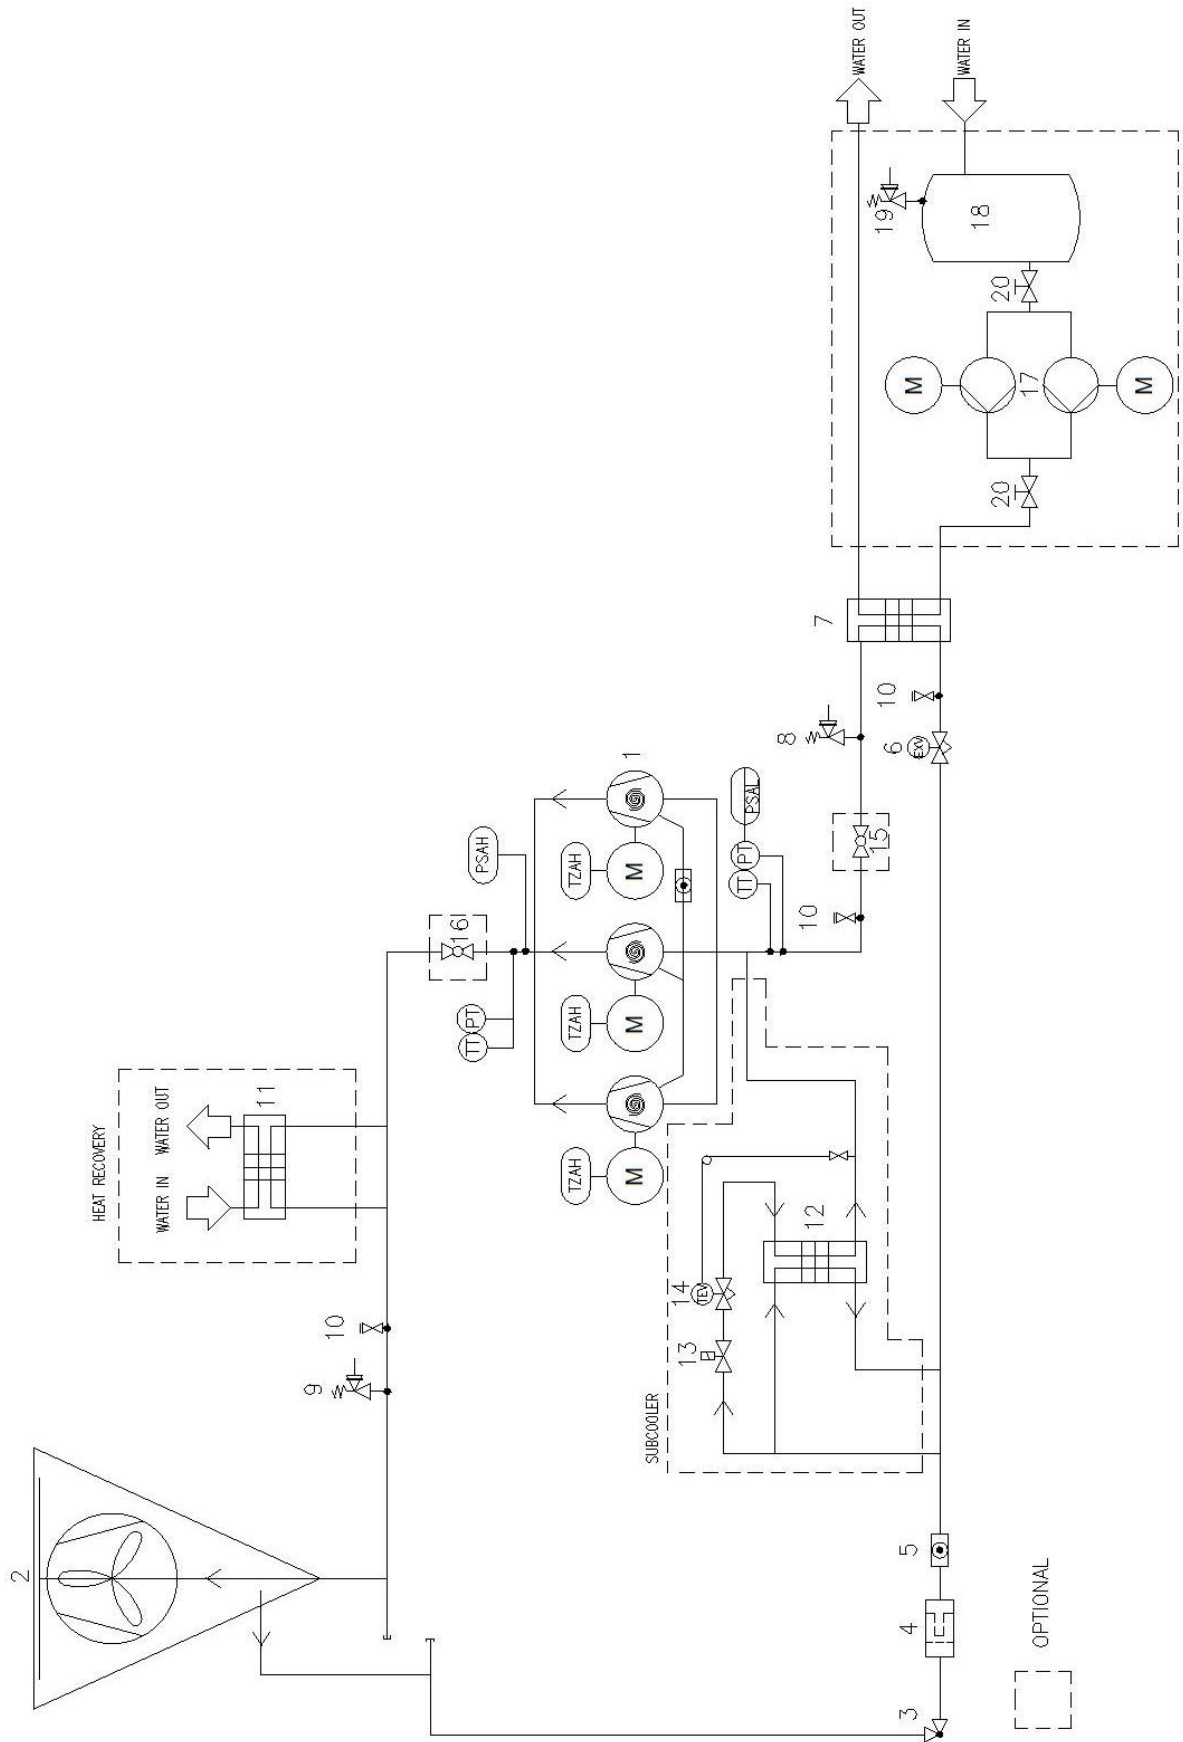 2
HEAT RECOVERY
WATER IN WATER OUT
11
9
10
16
TT PT
PSAH
TZAH
TZAH
TZAH
1
M
M
M
SUBCOOLER
13
14
TEV
TT PT
PSAL
8
10
12
7
WATER OUT
15
19
10
6
EXV
3
4
5
M
WATER IN
18
20
20
17
OPTIONAL
M